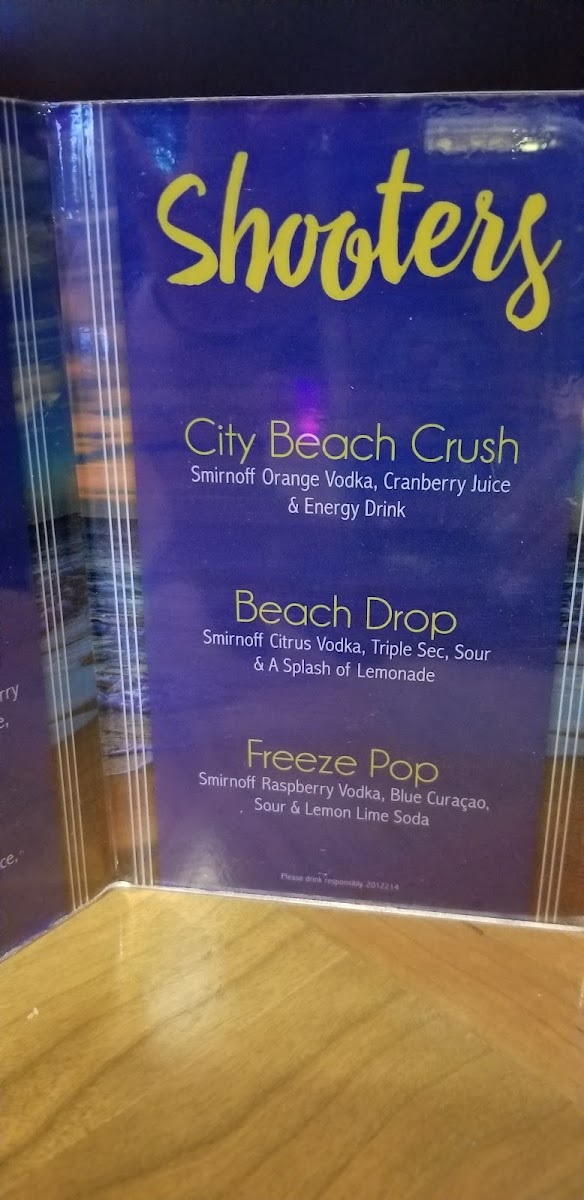 Shooters
City Beach Crush
Smirnoff Orange Vodka, Cranberry Juice
& Energy Drink
Beach Drop
Smirnoff Citrus Vodka, Triple Sec, Sour
& A Splash of Lemonade
Freeze Pop
Smirnoff Raspberry Vodka, Blue Curaçao,
Sour & Lemon Lime Soda
Please drink responsibly. 2012214